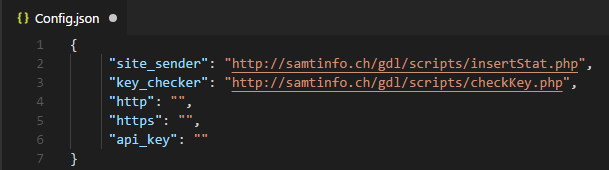 {} Config.json ●
1 {
2 "site_sender": "http://samtinfo.ch/gdl/scripts/insertStat.php",
3 "key_checker": "http://samtinfo.ch/gdl/scripts/checkKey.php",
4 "http": "",
5 "https": "",
6 "api_key": ""
7 }